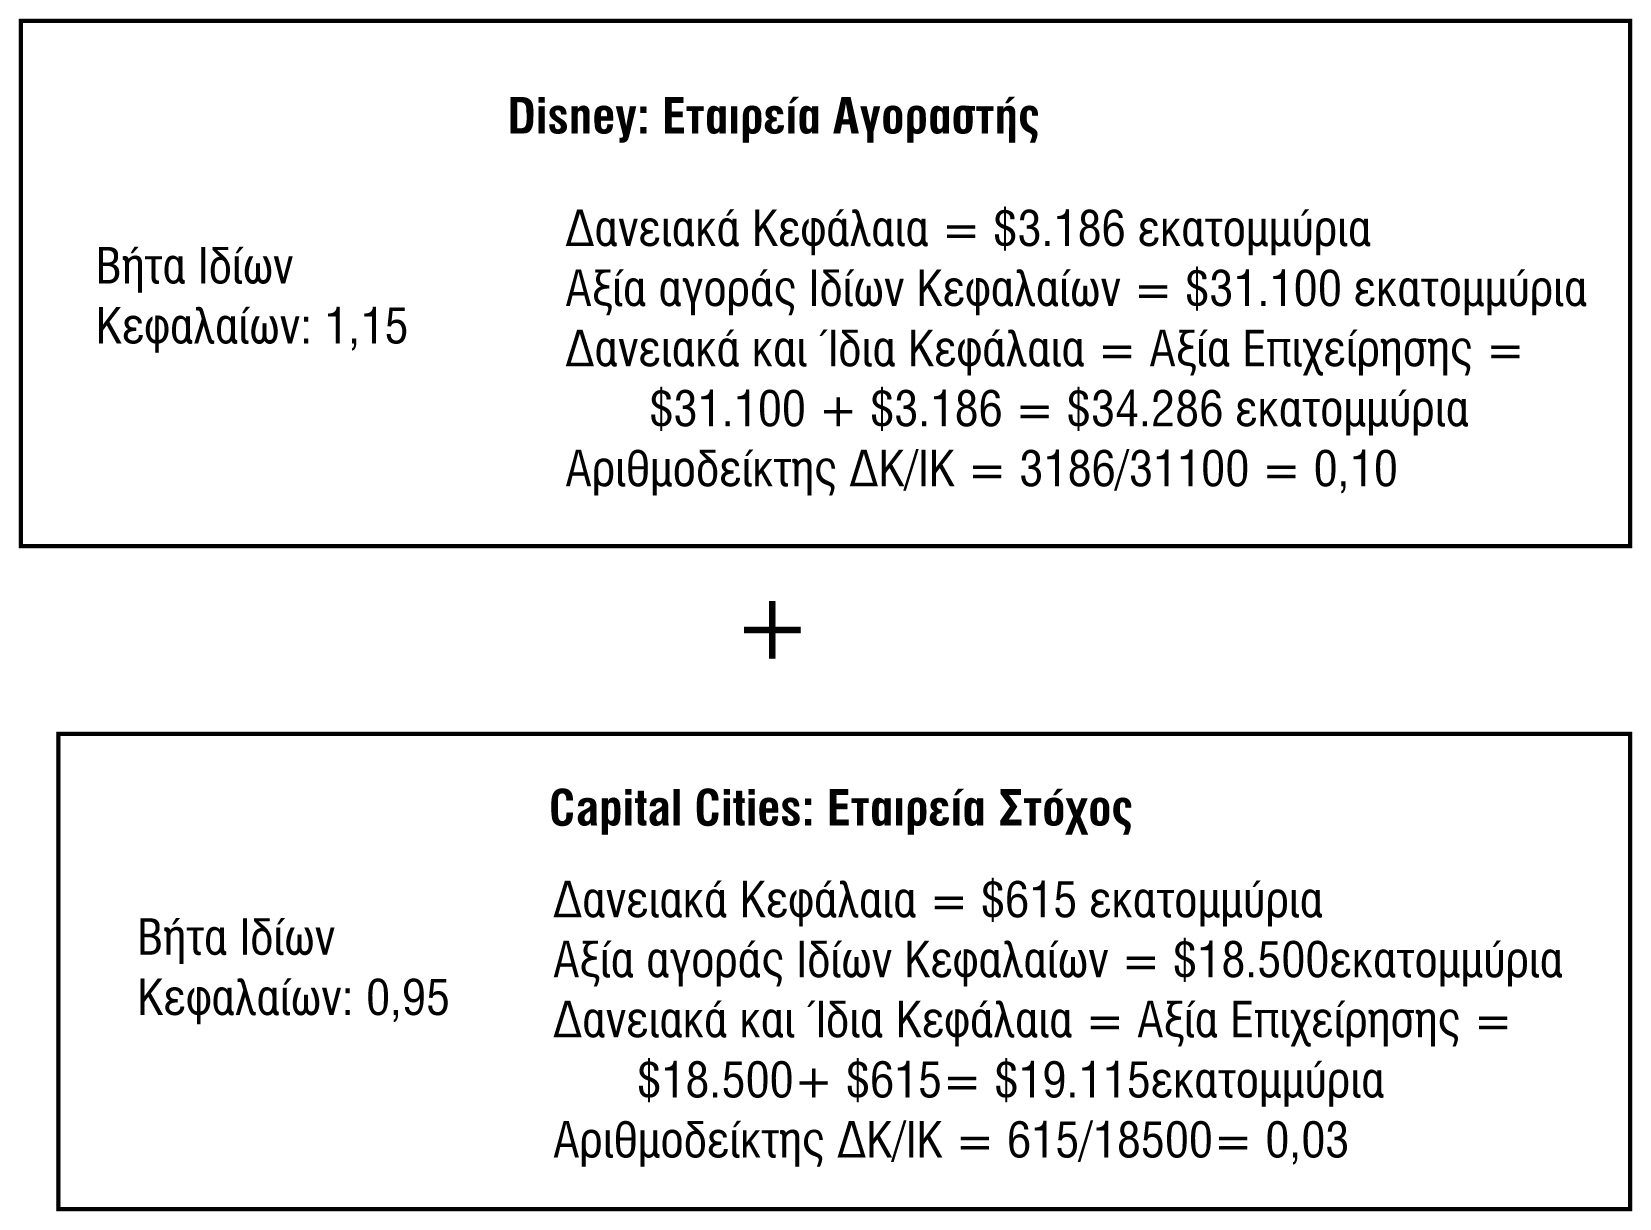 Disney: Εταιρεία Αγοραστής
Βήτα Ιδίων
Κεφαλαίων: 1,15
Δανειακά Κεφάλαια = $3.186 εκατομμύρια
Αξία αγοράς Ιδίων Κεφαλαίων = $31.100 εκατομμύρια
Δανειακά και Ίδια Κεφάλαια = Αξία Επιχείρησης =
$31.100 + $3.186 = $34.286 εκατομμύρια
Αριθμοδείκτης ΔΚ/ΙΚ = 3186/31100 = 0,10
+
Capital Cities: Εταιρεία Στόχος
Βήτα Ιδίων
Κεφαλαίων: 0,95
Δανειακά Κεφάλαια = $615 εκατομμύρια
Αξία αγοράς Ιδίων Κεφαλαίων = $18.500εκατομμύρια
Δανειακά και Ίδια Κεφάλαια = Αξία Επιχείρησης =
$18.500+ $615= $19.115εκατομμύρια
Αριθμοδείκτης ΔΚ/ΙΚ = 615/18500= 0,03